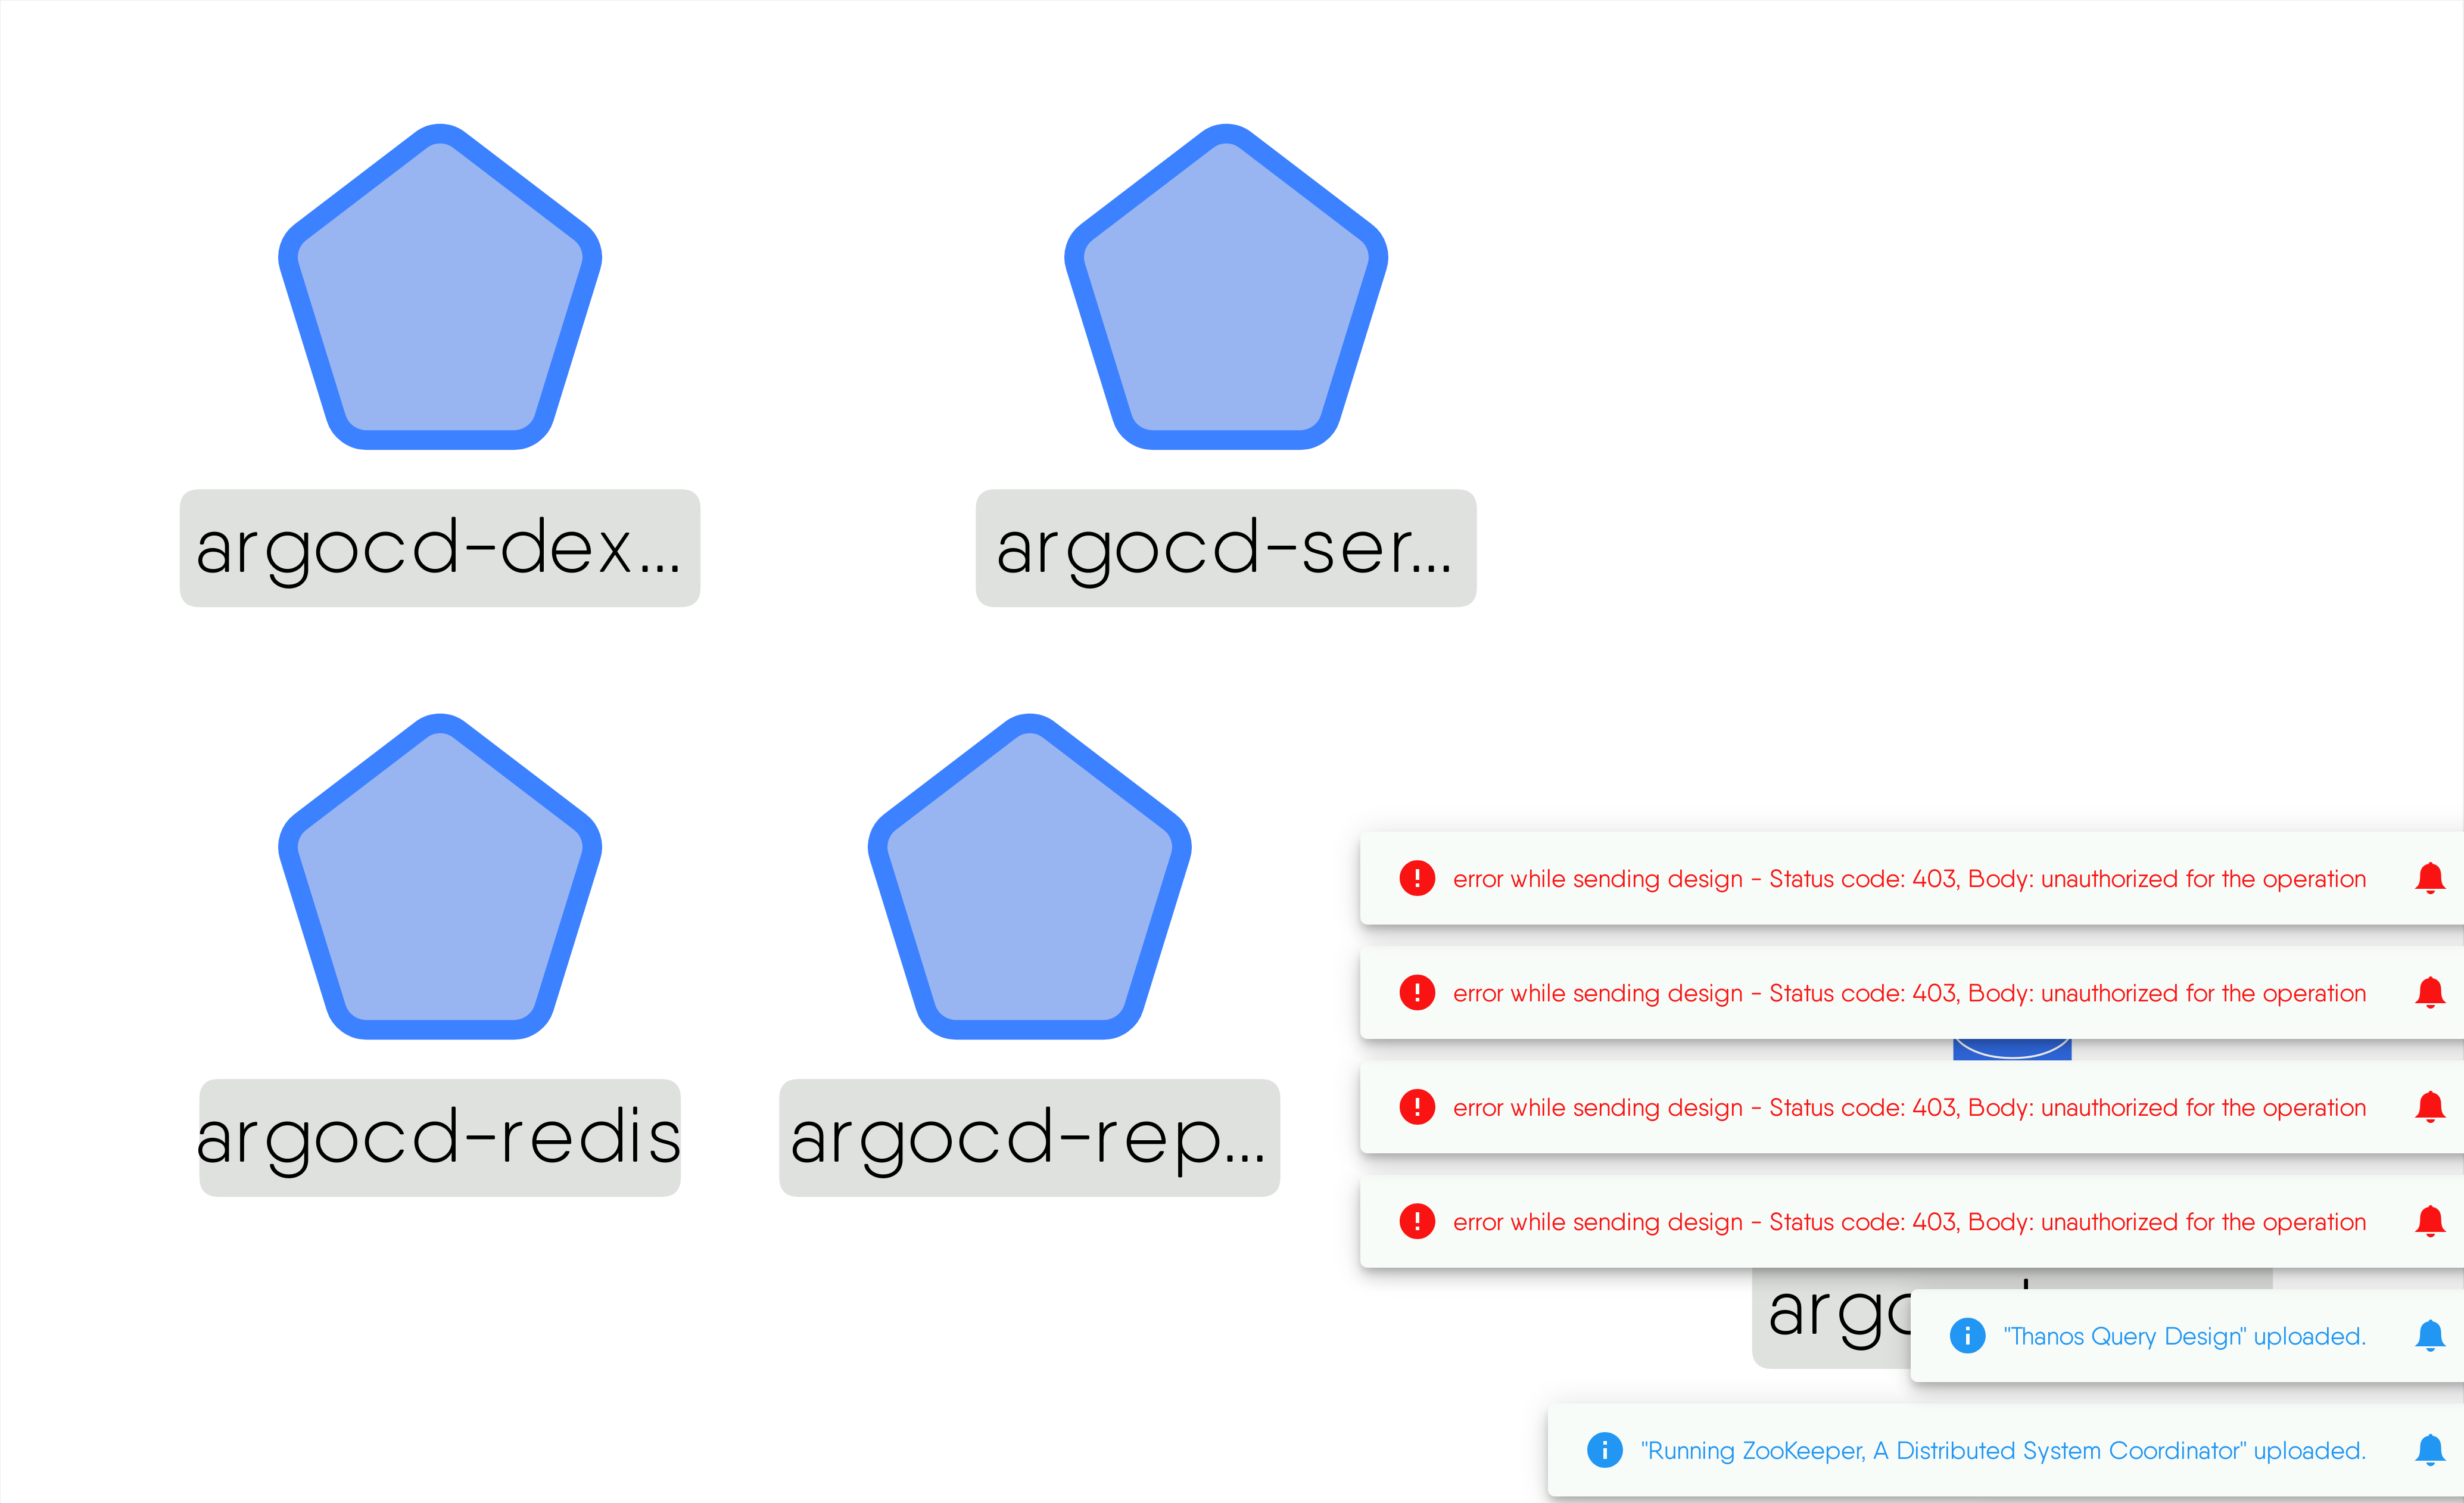 argocd-dex...
argocd-ser...
argocd-redis
argocd-rep...
error while sending design - Status code: 403, Body: unauthorized for the operation
error while sending design - Status code: 403, Body: unauthorized for the operation
error while sending design - Status code: 403, Body: unauthorized for the operation
error while sending design - Status code: 403, Body: unauthorized for the operation
"Thanos Query Design" uploaded.
"Running ZooKeeper, A Distributed System Coordinator" uploaded.